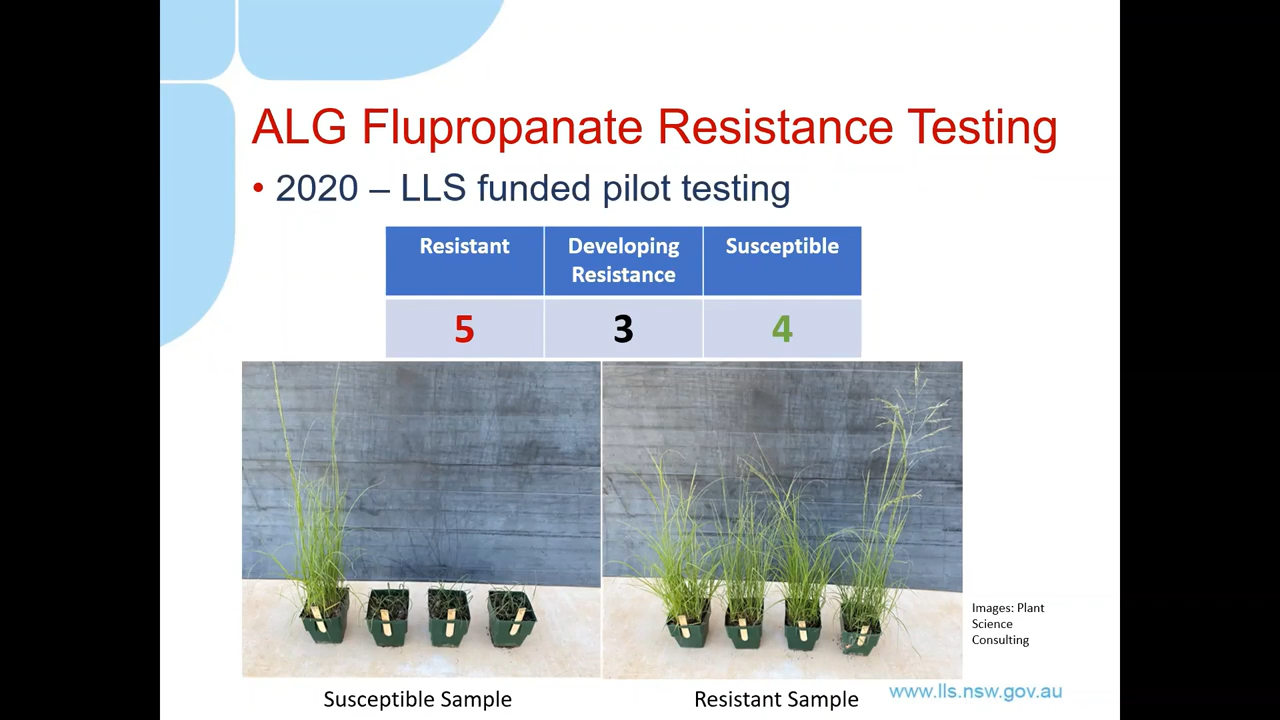 ALG Flupropanate Resistance Testing
• 2020 – LLS funded pilot testing
Resistant
Developing
Resistance
Susceptible
5
3
4
Images: Plant
Science
Consulting
Susceptible Sample
Resistant Sample
www.lls.nsw.gov.au